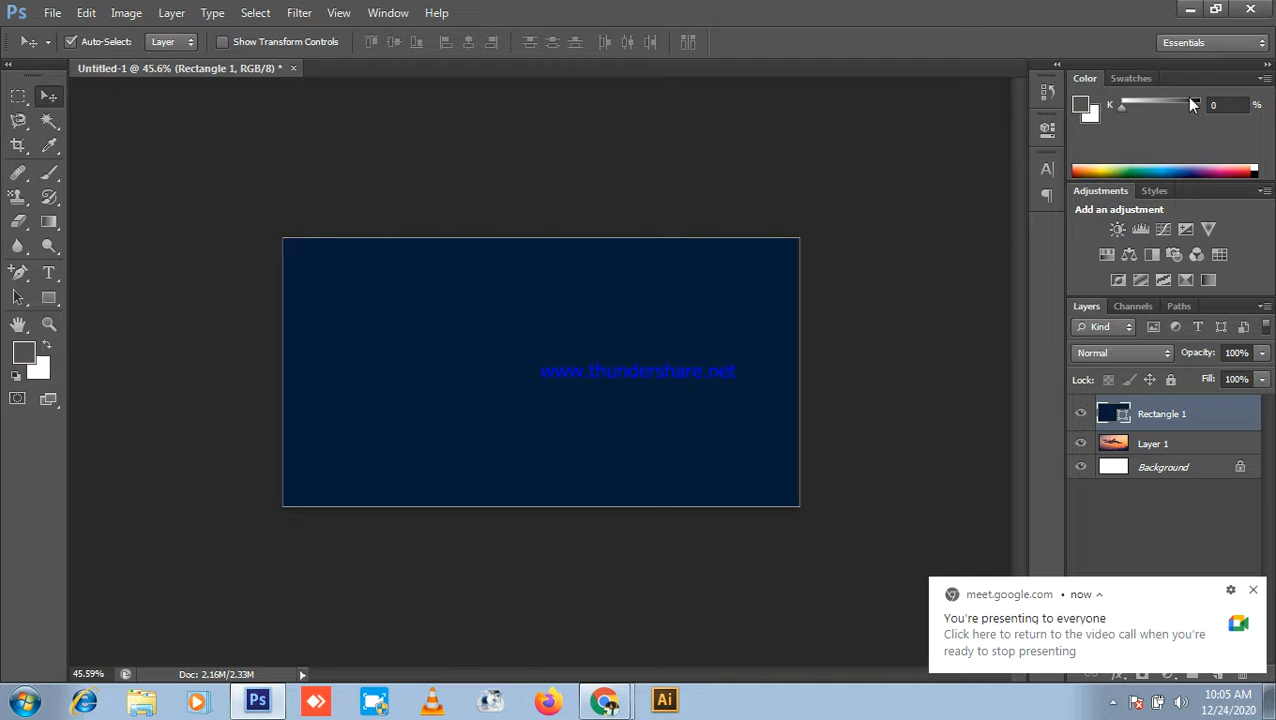 Ps File Edit Image Layer Type Select Filter View Window Help
Auto-Select: Layer Show Transform Controls Essentials
Untitled-1 @ 45.6% (Rectangle 1, RGB/8) * ×
Color Swatches
K 0 %
Adjustments Styles
Add an adjustment
Layers Channels Paths
Kind
Normal Opacity: 100%
Lock: Fill: 100%
www.thundershare.net
Rectangle 1
Layer 1
Background
meet.google.com • now
You're presenting to everyone
Click here to return to the video call when you're
ready to stop presenting
45.59% Doc: 2.16M/2.33M
Ps Ai 10:05 AM
12/24/2020